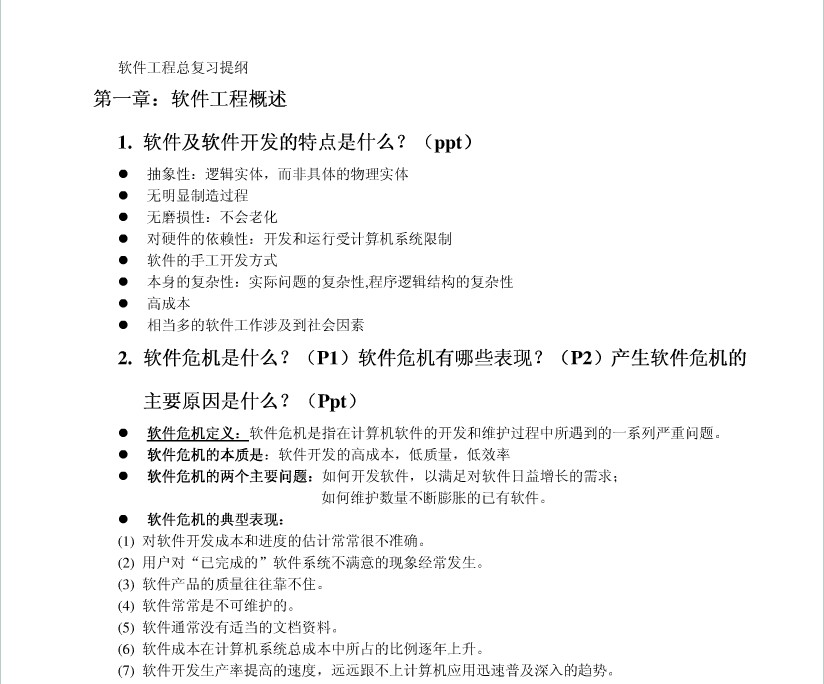 软件工程总复习提纲
第一章：软件工程概述
1. 软件及软件开发的特点是什么？（ppt）
● 抽象性：逻辑实体，而非具体的物理实体
● 无明显制造过程
● 无磨损性：不会老化
● 对硬件的依赖性：开发和运行受计算机系统限制
● 软件的手工开发方式
● 本身的复杂性：实际问题的复杂性,程序逻辑结构的复杂性
● 高成本
● 相当多的软件工作涉及到社会因素
2. 软件危机是什么？（P1）软件危机有哪些表现？（P2）产生软件危机的
主要原因是什么？（Ppt）
● 软件危机定义：软件危机是指在计算机软件的开发和维护过程中所遇到的一系列严重问题。
● 软件危机的本质是：软件开发的高成本，低质量，低效率
● 软件危机的两个主要问题：如何开发软件，以满足对软件日益增长的需求；
如何维护数量不断膨胀的已有软件。
● 软件危机的典型表现：
(1) 对软件开发成本和进度的估计常常很不准确。
(2) 用户对“已完成的”软件系统不满意的现象经常发生。
(3) 软件产品的质量往往靠不住。
(4) 软件常常是不可维护的。
(5) 软件通常没有适当的文档资料。
(6) 软件成本在计算机系统总成本中所占的比例逐年上升。
(7) 软件开发生产率提高的速度，远远跟不上计算机应用迅速普及深入的趋势。